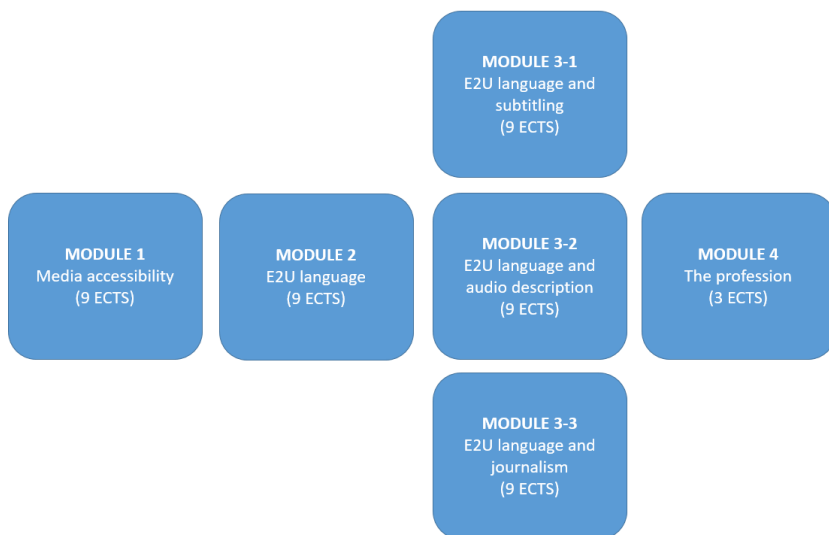 MODULE 3-1
E2U language and
subtitling
(9 ECTS)
MODULE 1
Media accessibility
(9 ECTS)
MODULE 2
E2U language
(9 ECTS)
MODULE 3-2
E2U language and
audio description
(9 ECTS)
MODULE 4
The profession
(3 ECTS)
MODULE 3-3
E2U language and
journalism
(9 ECTS)